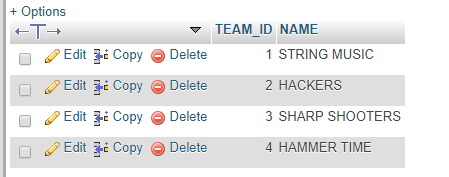 + Options
←T→ TEAM_ID NAME
Edit Copy Delete 1 STRING MUSIC
Edit Copy Delete 2 HACKERS
Edit Copy Delete 3 SHARP SHOOTERS
Edit Copy Delete 4 HAMMER TIME